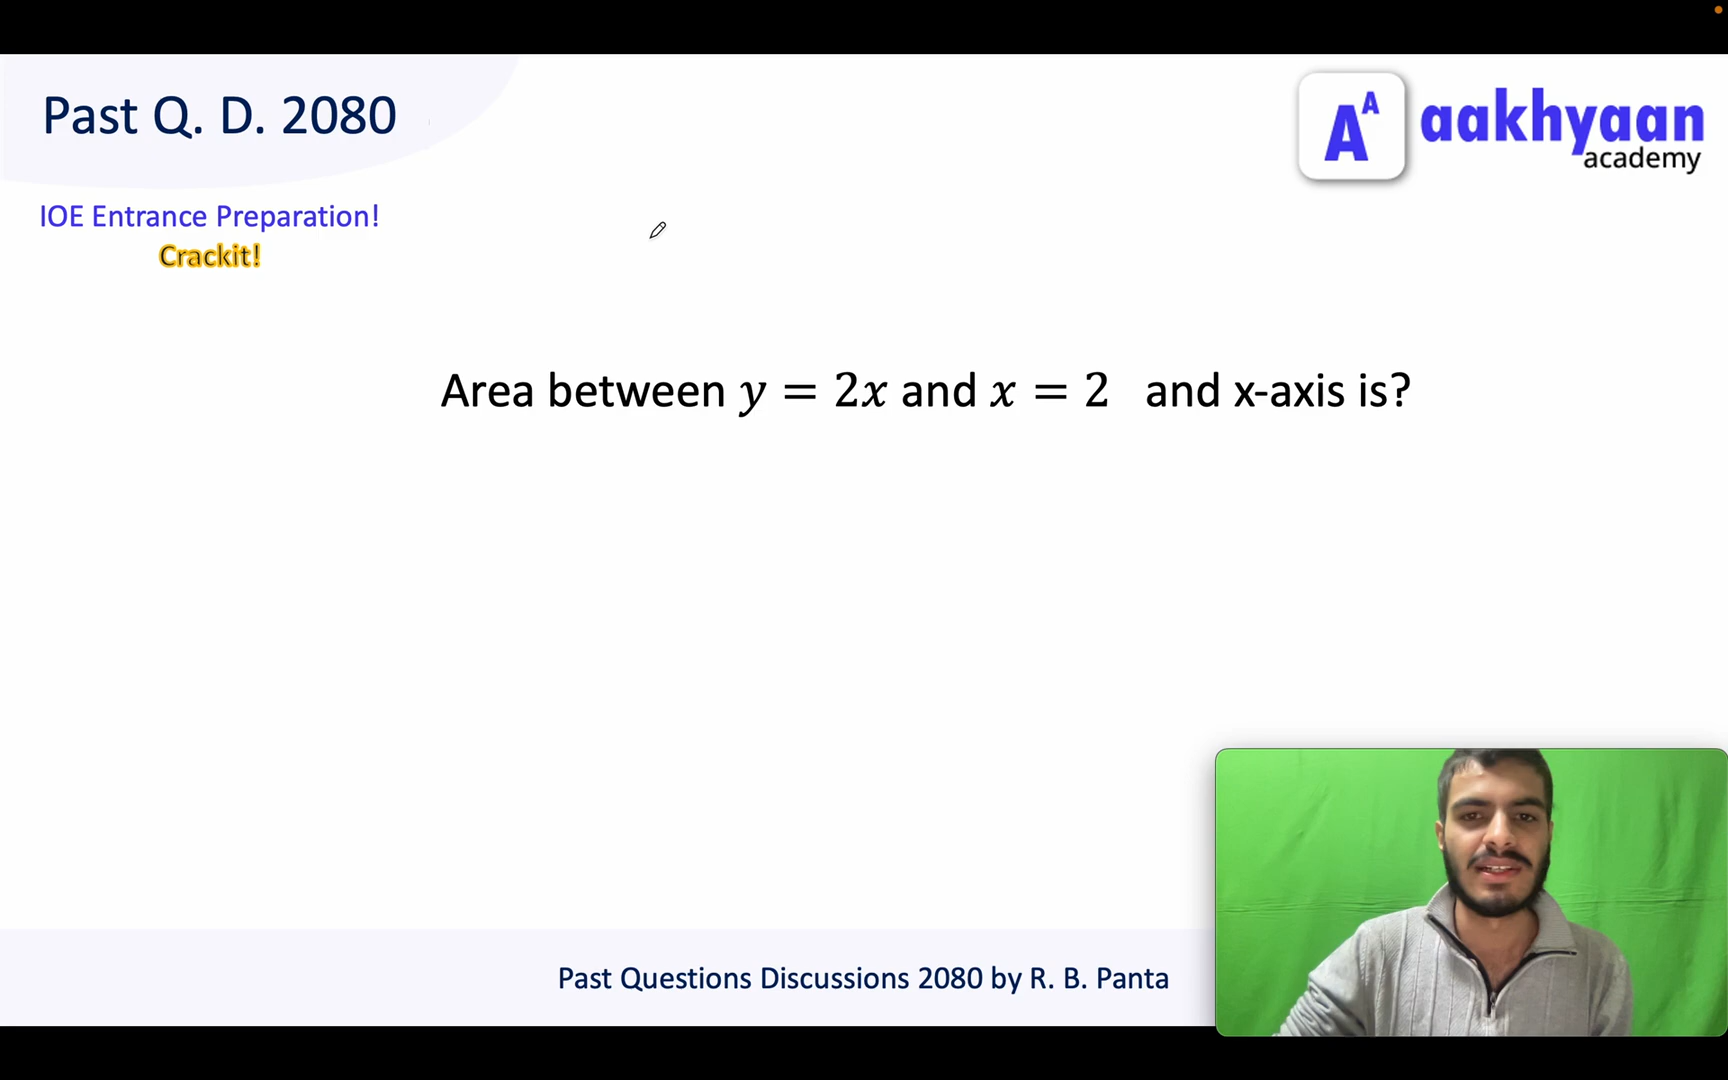 Past Q. D. 2080
AA aakhyaan
academy
IOE Entrance Preparation!
Crackit!
Area between y = 2x and x = 2 and x-axis is?
Past Questions Discussions 2080 by R. B. Panta